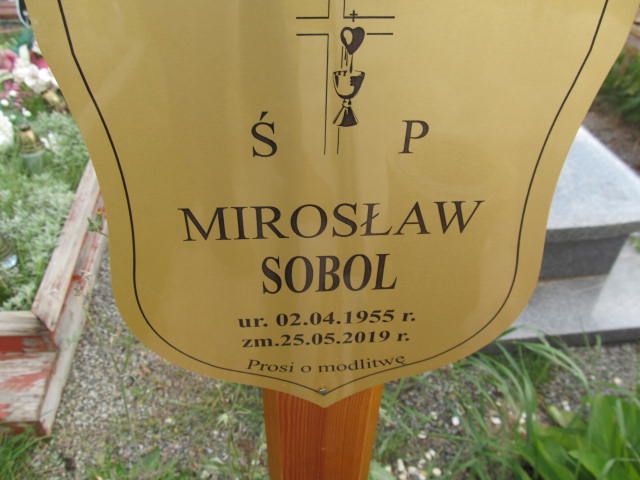 Ś P
MIROSŁAW
SOBOL
ur. 02.04.1955 r.
zm.25.05.2019 r.
Prosi o modlitwę